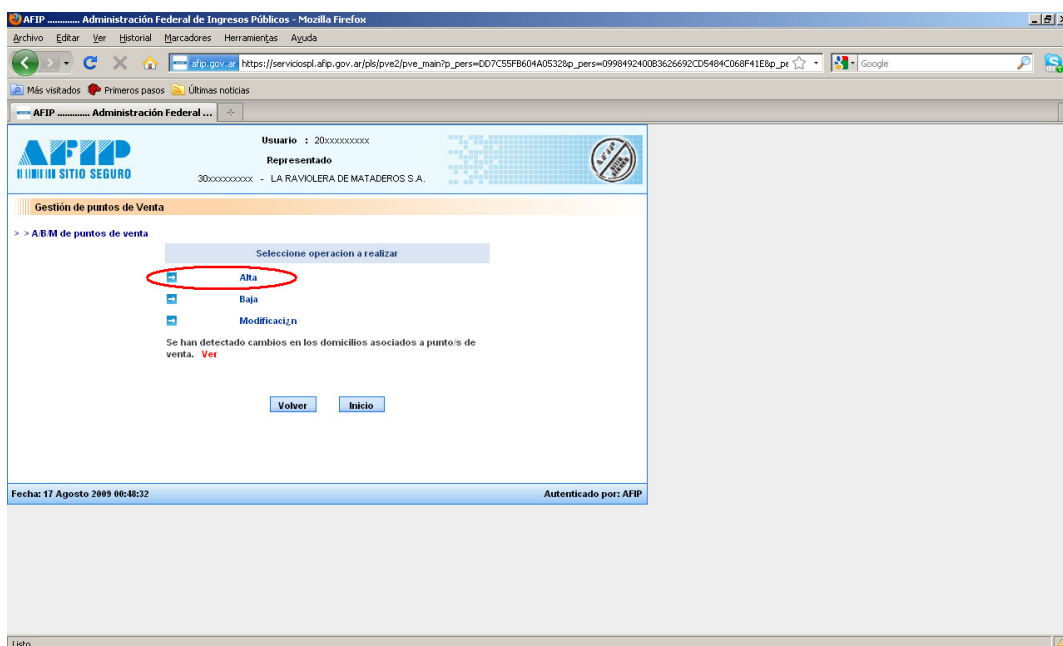 AFIP ............. Administración Federal de Ingresos Públicos - Mozilla Firefox
Archivo Editar Ver Historial Marcadores Herramientas Ayuda
afip.gov.ar https://serviciospl.afip.gov.ar/pls/pve2/pve_main?p_pers=DD7C55FB604A0532&p_pers=0998492400B3626692CD5484C068F41E&p_pe
Google
Más visitados Primeros pasos Últimas noticias
AFIP ............. Administración Federal ...
AFIP
SITIO SEGURO
Usuario : 20xxxxxxxxx
Representado
30xxxxxxxxx - LA RAVIOLERA DE MATADEROS S.A.
Gestión de puntos de Venta
> > A/B/M de puntos de venta
Seleccione operacion a realizar
Alta
Baja
Modificaci¿n
Se han detectado cambios en los domicilios asociados a punto/s de
venta. Ver
Volver Inicio
Fecha: 17 Agosto 2009 00:48:32 Autenticado por: AFIP
Listo